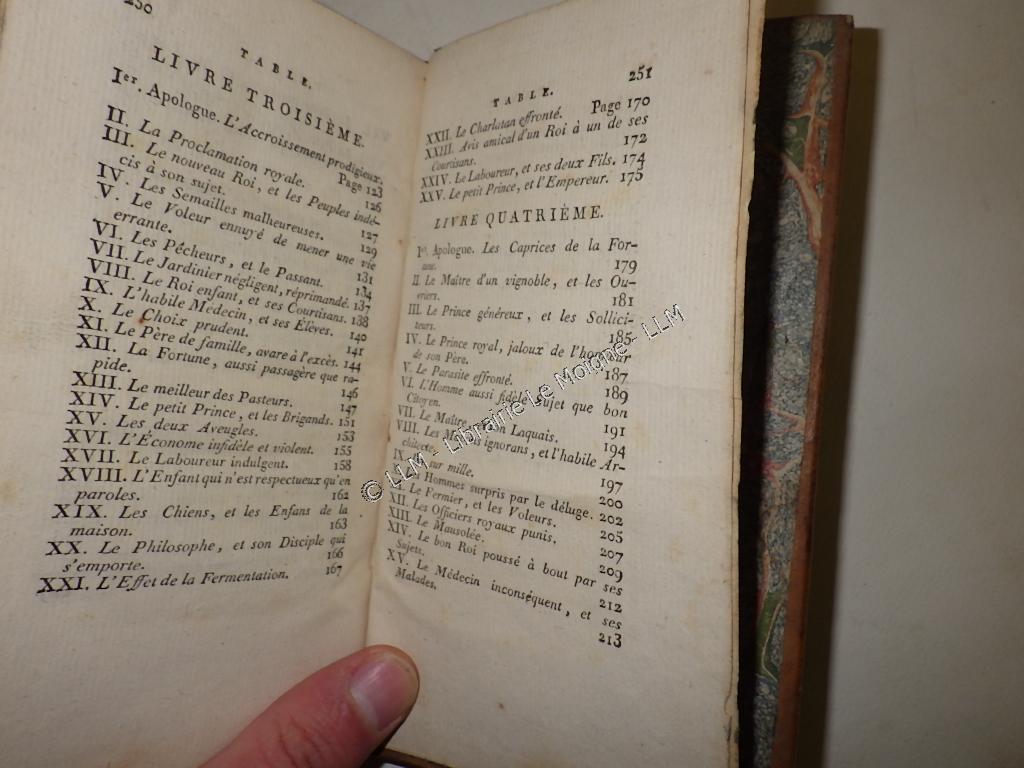 250
TABLE.
LIVRE TROISIÈME.
Ier. Apologue. L'Accroissement prodigieux.
Page 123
II. La Proclamation royale. 126
III. Le nouveau Roi, et les Peuples indé-
cis à son sujet. 127
IV. Les Semailles malheureuses. 129
V. Le Voleur ennuyé de mener une vie
errante. 131
VI. Les Pêcheurs, et le Passant. 134
VII. Le Jardinier négligent, réprimandé. 137
VIII. Le Roi enfant, et ses Courtisans. 138
IX. L'habile Médecin, et ses Élèves. 140
X. Le Choix prudent. 141
XI. Le Père de famille, avare à l'excès. 144
XII. La Fortune, aussi passagère que ra-
pide. 146
XIII. Le meilleur des Pasteurs. 147
XIV. Le petit Prince, et les Brigands. 151
XV. Les deux Aveugles. 153
XVI. L'Économe infidèle et violent. 155
XVII. Le Laboureur indulgent. 158
XVIII. L'Enfant qui n'est respectueux qu'en
paroles. 162
XIX. Les Chiens, et les Enfans de la
maison. 163
XX. Le Philosophe, et son Disciple qui
s'emporte. 166
XXI. L'Effet de la Fermentation. 167
251
TABLE.
XXII. Le Charlatan effronté. Page 170
XXIII. Avis amical d'un Roi à un de ses
Courtisans. 172
XXIV. Le Laboureur, et ses deux Fils. 174
XXV. Le petit Prince, et l'Empereur. 175
LIVRE QUATRIÈME.
Ier. Apologue. Les Caprices de la For-
tune. 179
II. Le Maître d'un vignoble, et les Ou-
vriers. 181
III. Le Prince généreux, et les Sollici-
teurs. 185
IV. Le Prince royal, jaloux de l'honneur
de son Père. 187
V. Le Parasite effronté. 189
VI. L'Homme aussi fidèle Sujet que bon
Citoyen. 191
VII. Le Maître, et son Laquais. 194
VIII. Les ignorans, et l'habile Ar-
chitecte. 197
IX. sur mille. 200
Hommes surpris par le déluge. 202
XI. Le Fermier, et les Voleurs. 205
XII. Les Officiers royaux punis. 207
XIII. Le Mausolée. 209
XIV. Le bon Roi poussé à bout par ses
Sujets. 212
XV. Le Médecin inconséquent, et ses
Malades. 213
© LLM - Librairie Le Moigne - LLM